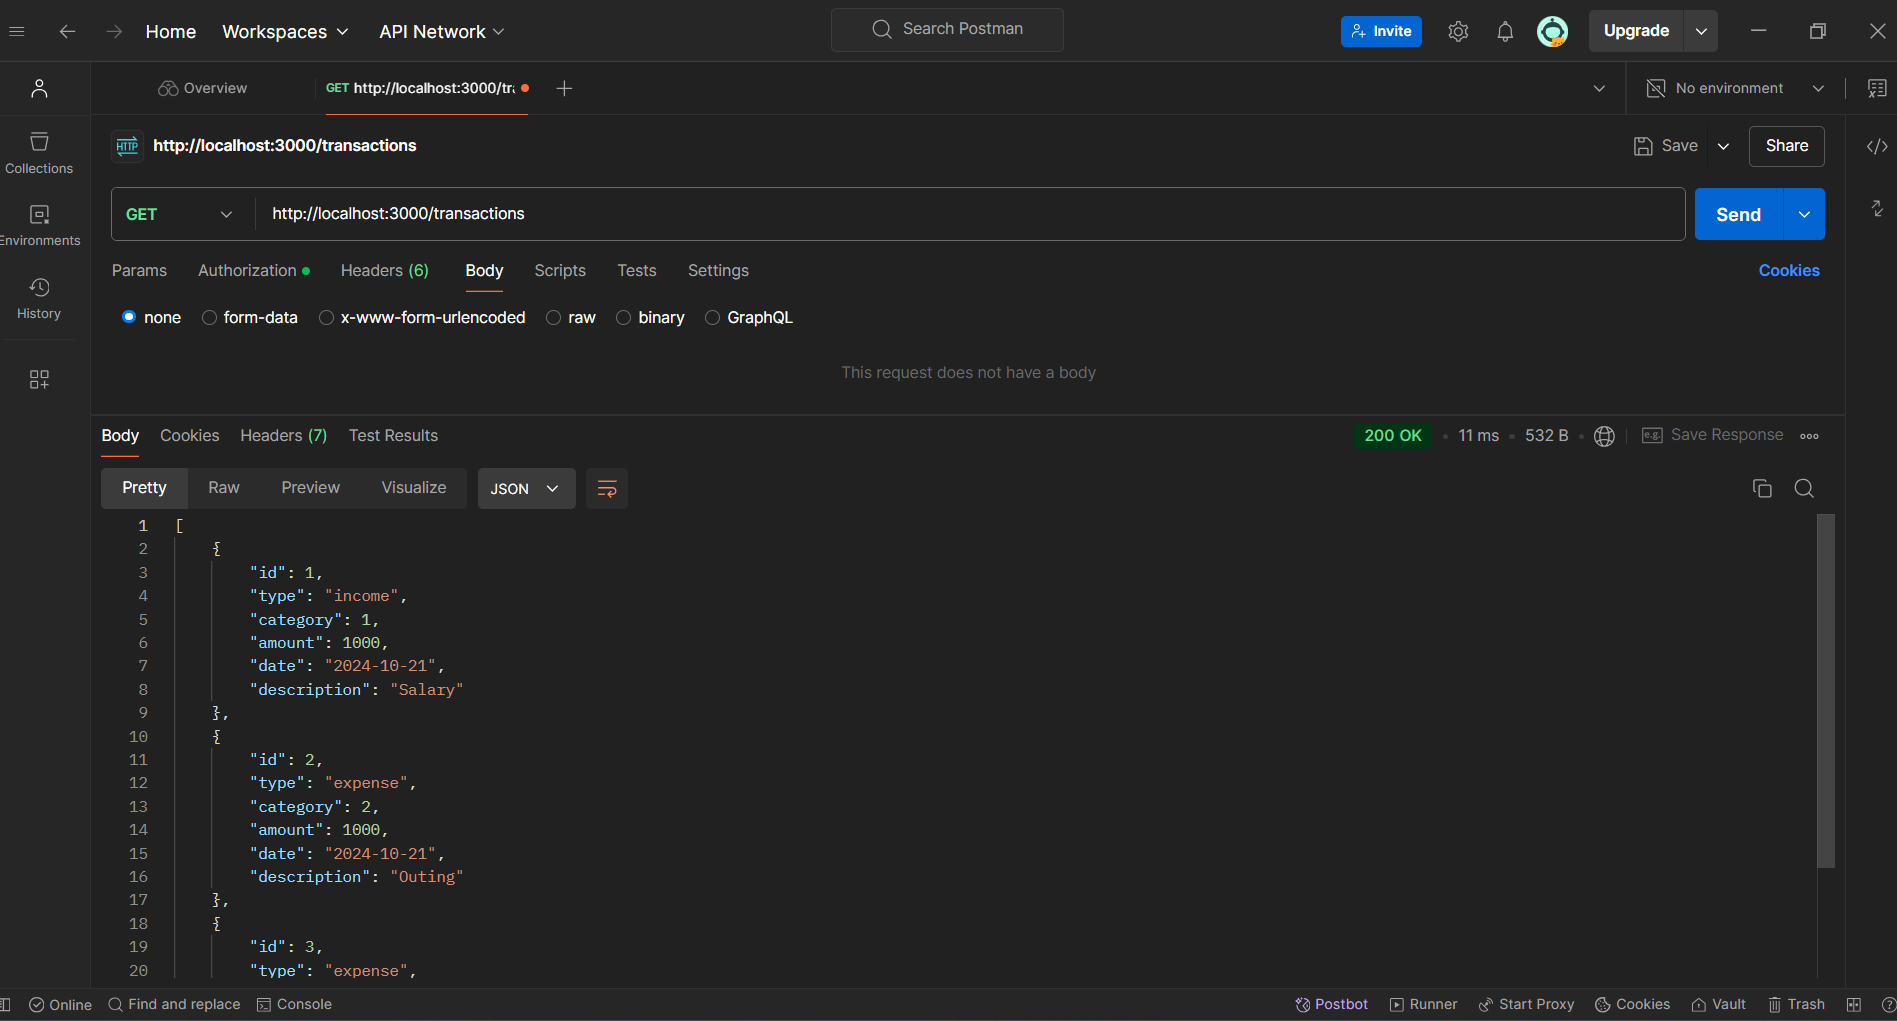 Home Workspaces API Network Search Postman Invite Upgrade
Overview GET http://localhost:3000/tra No environment
HTTP http://localhost:3000/transactions Save Share
Collections
GET http://localhost:3000/transactions Send
Environments
Params Authorization Headers (6) Body Scripts Tests Settings Cookies
History
none form-data x-www-form-urlencoded raw binary GraphQL
This request does not have a body
Body Cookies Headers (7) Test Results 200 OK 11 ms 532 B e.g. Save Response
Pretty Raw Preview Visualize JSON
1 [
2 {
3 "id": 1,
4 "type": "income",
5 "category": 1,
6 "amount": 1000,
7 "date": "2024-10-21",
8 "description": "Salary"
9 },
10 {
11 "id": 2,
12 "type": "expense",
13 "category": 2,
14 "amount": 1000,
15 "date": "2024-10-21",
16 "description": "Outing"
17 },
18 {
19 "id": 3,
20 "type": "expense",
Online Find and replace Console Postbot Runner Start Proxy Cookies Vault Trash